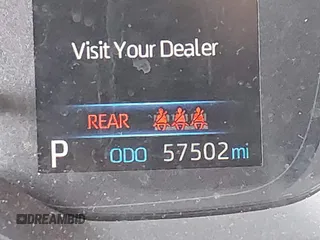 Visit Your Dealer
REAR
P ODO 57502 mi
DREAMBID